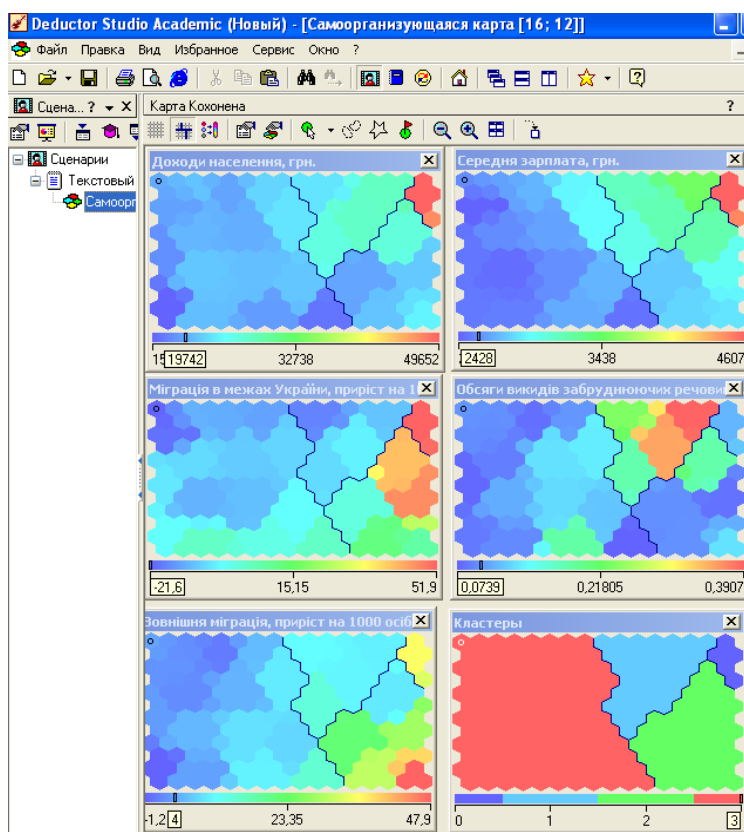 Deductor Studio Academic (Новый) - [Самоорганизующаяся карта [16; 12]]
Файл Правка Вид Избранное Сервис Окно ?
Сцена... ?
Карта Кохонена ?
Сценарии
Текстовый
Самоорг
Доходи населення, грн.
Середня зарплата, грн.
19742 32738 49652
2428 3438 4607
Міграція в межах України, приріст на 1
Обсяги викидів забруднюючих речовин
-21,6 15,15 51,9
0,0739 0,21805 0,3907
Зовнішня міграція, приріст на 1000 осіб
Кластеры
-1,2 4 23,35 47,9
0 1 2 3